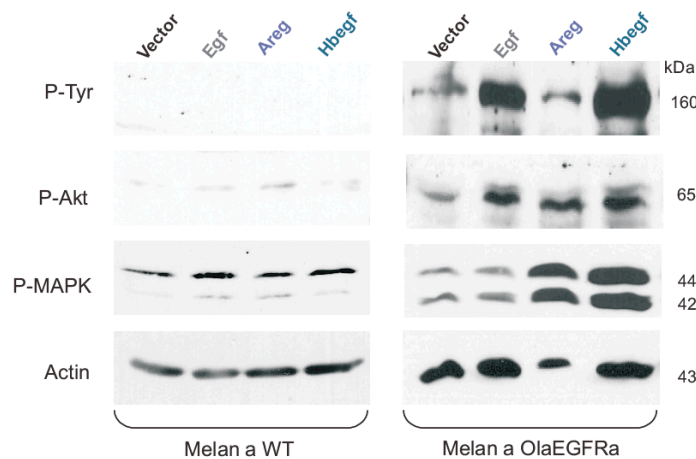 Vector Egf Areg Hbegf Vector Egf Areg Hbegf
kDa
P-Tyr 160
P-Akt 65
P-MAPK 44
42
Actin 43
Melan a WT Melan a OlaEGFRa